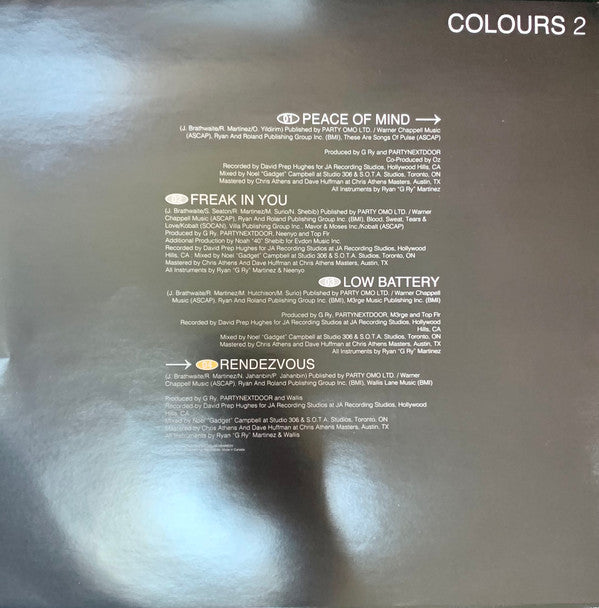 COLOURS 2
01 PEACE OF MIND →
(J. Brathwaite/R. Martinez/O. Yildirim) Published by PARTY OMO LTD. / Warner Chappell Music
(ASCAP), Ryan And Roland Publishing Group Inc. (BMI), These Are Songs Of Pulse (ASCAP)
Produced by G Ry and PARTYNEXTDOOR
Co-Produced by Oz
Recorded by David Prep Hughes for JA Recording Studios, Hollywood Hills, CA
Mixed by Noel "Gadget" Campbell at Studio 306 & S.O.T.A. Studios, Toronto, ON
Mastered by Chris Athens and Dave Huffman at Chris Athens Masters, Austin, TX
All Instruments by Ryan "G Ry" Martinez
02 FREAK IN YOU
(J. Brathwaite/S. Seaton/R. Martinez/M. Surio/N. Shebib) Published by PARTY OMO LTD. / Warner
Chappell Music (ASCAP), Ryan And Roland Publishing Group Inc. (BMI), Blood, Sweat, Tears &
Love/Kobalt (SOCAN), Villa Publishing Group Inc., Mavor & Moses Inc./Kobalt (ASCAP)
Produced by G Ry, PARTYNEXTDOOR, Neenyo and Top Flr
Additional Production by Noah "40" Shebib for Evdon Music Inc.
Recorded by David Prep Hughes for JA Recording Studios at JA Recording Studios, Hollywood
Hills, CA ; Mixed by Noel "Gadget" Campbell at Studio 306 & S.O.T.A. Studios, Toronto, ON
Mastered by Chris Athens and Dave Huffman at Chris Athens Masters, Austin, TX
All Instruments by Ryan "G Ry" Martinez & Neenyo
03 LOW BATTERY
(J. Brathwaite/R. Martinez/M. Hutchison/M. Surio) Published by PARTY OMO LTD. / Warner Chappell
Music (ASCAP), Ryan And Roland Publishing Group Inc. (BMI), M3rge Music Publishing Inc. (BMI)
Produced by G Ry, PARTYNEXTDOOR, M3rge and Top Flr
Recorded by David Prep Hughes for JA Recording Studios at JA Recording Studios, Hollywood
Hills, CA
Mixed by Noel "Gadget" Campbell at Studio 306 & S.O.T.A. Studios, Toronto, ON
Mastered by Chris Athens and Dave Huffman at Chris Athens Masters, Austin, TX
All Instruments by Ryan "G Ry" Martinez
→ 04 RENDEZVOUS
(J. Brathwaite/R. Martinez/N. Jahanbin/P. Jahanbin) Published by PARTY OMO LTD. / Warner
Chappell Music (ASCAP), Ryan And Roland Publishing Group Inc. (BMI), Wallis Lane Music (BMI)
Produced by G Ry, PARTYNEXTDOOR and Wallis
Recorded by David Prep Hughes for JA Recording Studios at JA Recording Studios, Hollywood
Hills, CA
Mixed by Noel "Gadget" Campbell at Studio 306 & S.O.T.A. Studios, Toronto, ON
Mastered by Chris Athens And Dave Huffman at Chris Athens Masters, Austin, TX
All Instruments by Ryan "G Ry" Martinez & Wallis